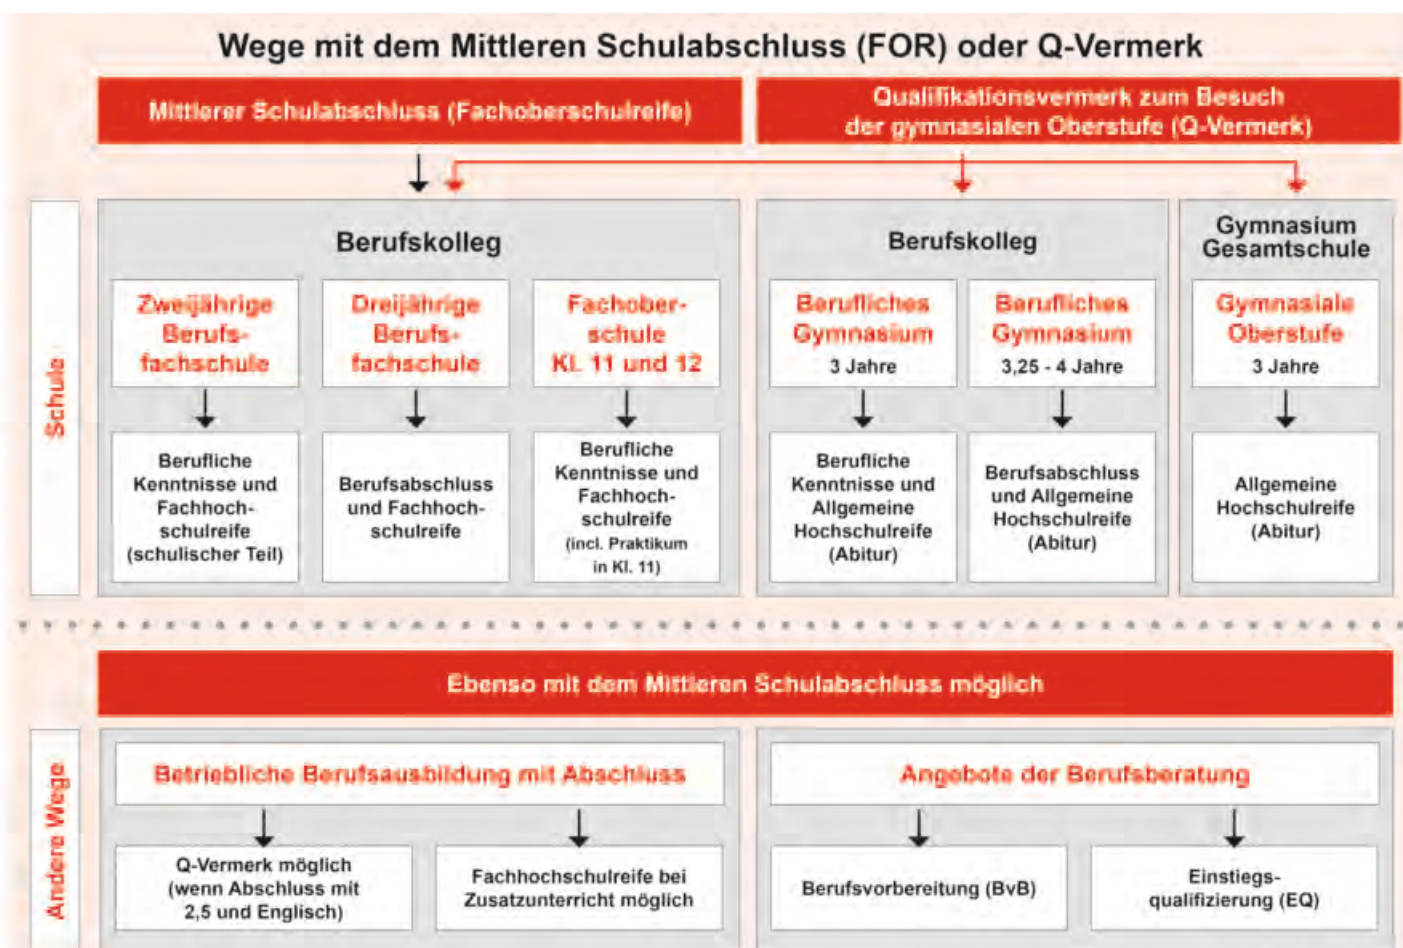 Wege mit dem Mittleren Schulabschluss (FOR) oder Q-Vermerk
Mittlerer Schulabschluss (Fachoberschulreife)
Qualifikationsvermerk zum Besuch
der gymnasialen Oberstufe (Q-Vermerk)
Schule
Berufskolleg
Zweijährige
Berufs-
fachschule
Dreijährige
Berufs-
fachschule
Fachober-
schule
Kl. 11 und 12
Berufliche
Kenntnisse und
Fachhoch-
schulreife
(schulischer Teil)
Berufsabschluss
und Fachhoch-
schulreife
Berufliche
Kenntnisse und
Fachhoch-
schulreife
(incl. Praktikum
in Kl. 11)
Berufskolleg
Berufliches
Gymnasium
3 Jahre
Berufliches
Gymnasium
3,25 - 4 Jahre
Berufliche
Kenntnisse und
Allgemeine
Hochschulreife
(Abitur)
Berufsabschluss
und Allgemeine
Hochschulreife
(Abitur)
Gymnasium
Gesamtschule
Gymnasiale
Oberstufe
3 Jahre
Allgemeine
Hochschulreife
(Abitur)
Ebenso mit dem Mittleren Schulabschluss möglich
Andere Wege
Betriebliche Berufsausbildung mit Abschluss
Q-Vermerk möglich
(wenn Abschluss mit
2,5 und Englisch)
Fachhochschulreife bei
Zusatzunterricht möglich
Angebote der Berufsberatung
Berufsvorbereitung (BvB)
Einstiegs-
qualifizierung (EQ)